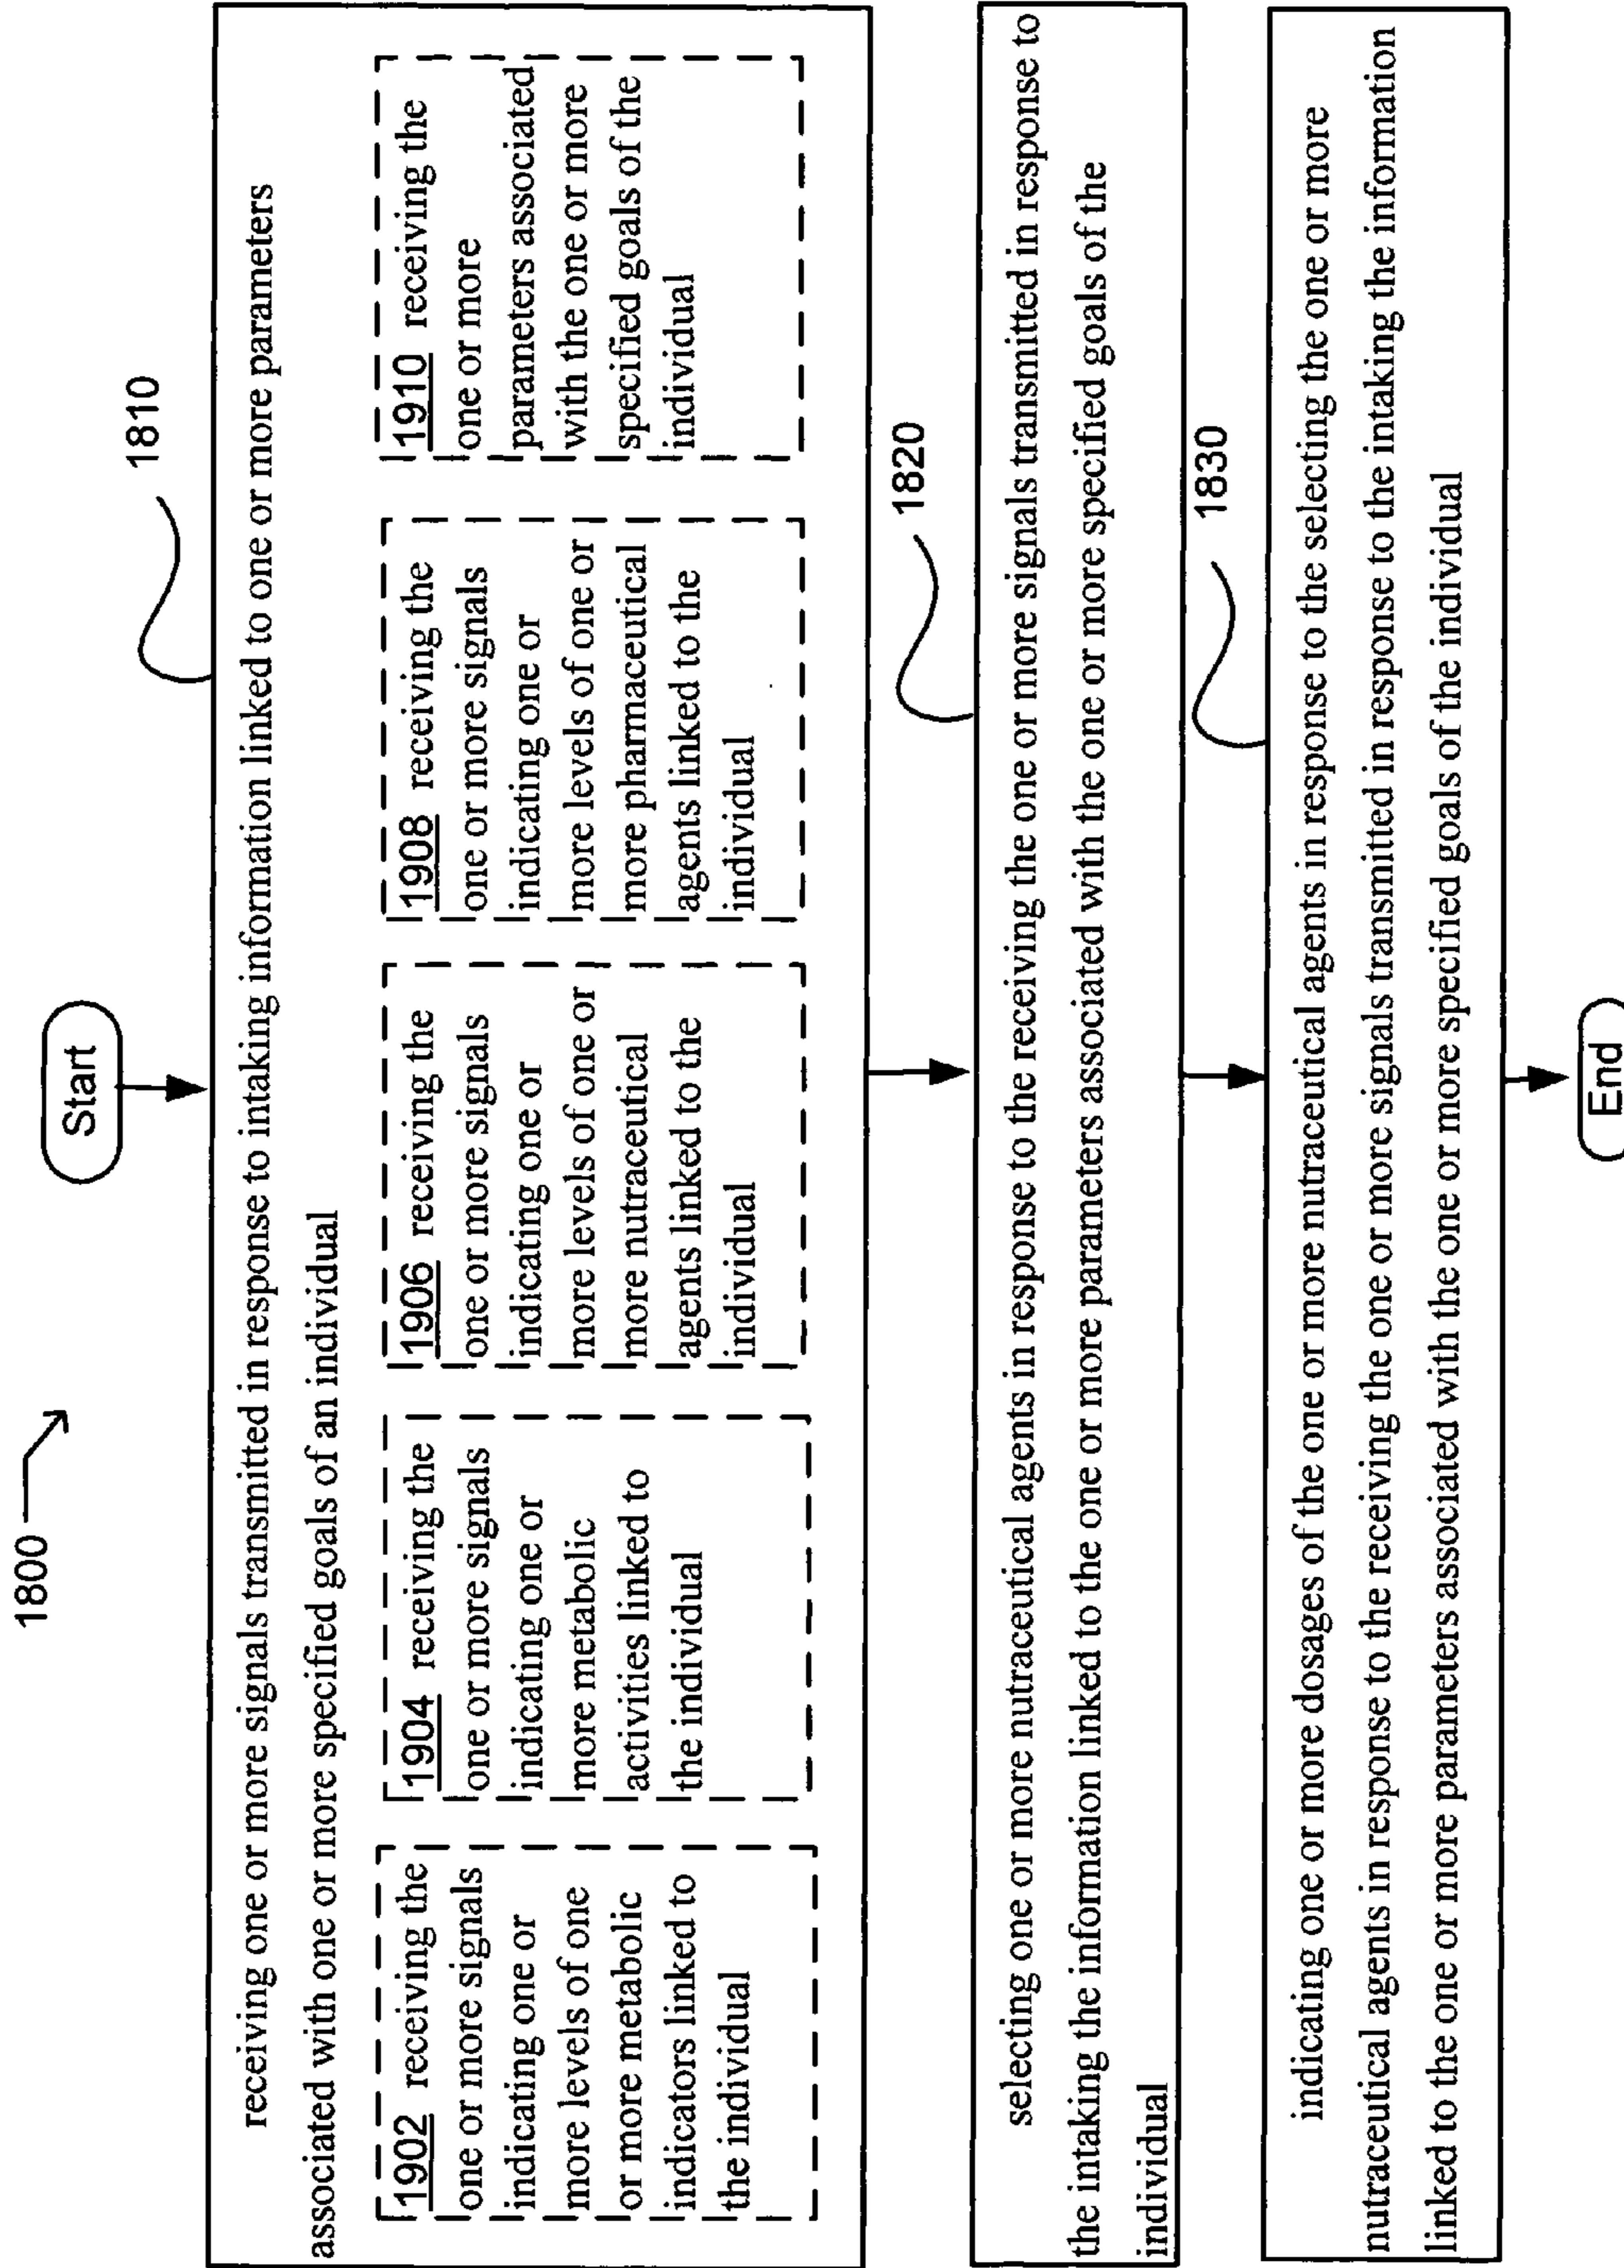 1800
Start
1810
receiving one or more signals transmitted in response to intaking information linked to one or more parameters
associated with one or more specified goals of an individual
1902 receiving the
one or more signals
indicating one or
more levels of one
or more metabolic
indicators linked to
the individual
1904 receiving the
one or more signals
indicating one or
more metabolic
activities linked to
the individual
1906 receiving the
one or more signals
indicating one or
more levels of one or
more nutraceutical
agents linked to the
individual
1908 receiving the
one or more signals
indicating one or
more levels of one or
more pharmaceutical
agents linked to the
individual
1910 receiving the
one or more
parameters associated
with the one or more
specified goals of the
individual
1820
selecting one or more nutraceutical agents in response to the receiving the one or more signals transmitted in response to
the intaking the information linked to the one or more parameters associated with the one or more specified goals of the
individual
1830
indicating one or more dosages of the one or more nutraceutical agents in response to the selecting the one or more
nutraceutical agents in response to the receiving the one or more signals transmitted in response to the intaking the information
linked to the one or more parameters associated with the one or more specified goals of the individual
End